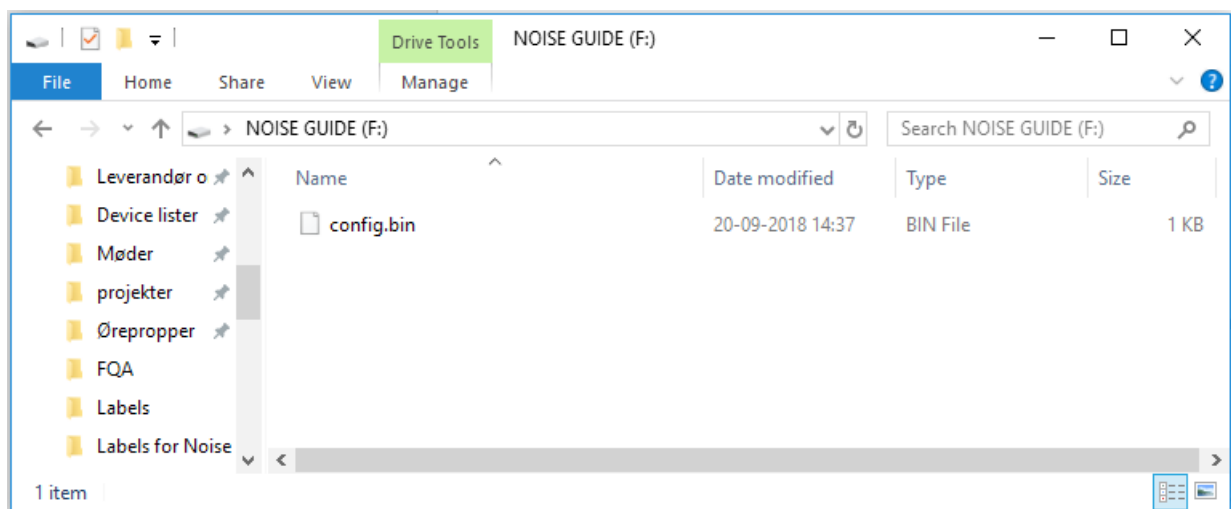 Drive Tools NOISE GUIDE (F:)
File Home Share View Manage
NOISE GUIDE (F:) Search NOISE GUIDE (F:)
Leverandør o Name Date modified Type Size
Device lister config.bin 20-09-2018 14:37 BIN File 1 KB
Møder
projekter
Ørepropper
FQA
Labels
Labels for Noise
1 item